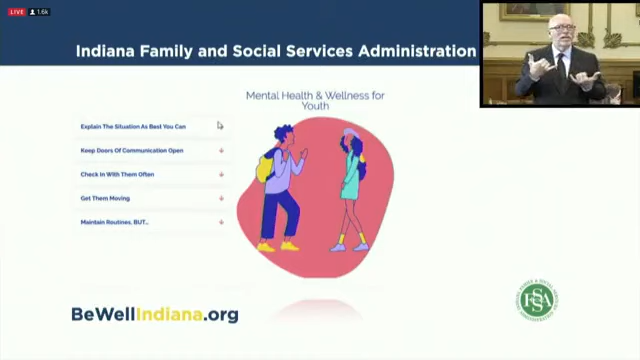 LIVE 1.6k
Indiana Family and Social Services Administration
Mental Health & Wellness for
Youth
Explain The Situation As Best You Can
Keep Doors Of Communication Open
Check In With Them Often
Get Them Moving
Maintain Routines, BUT...
BeWellIndiana.org
FSSA